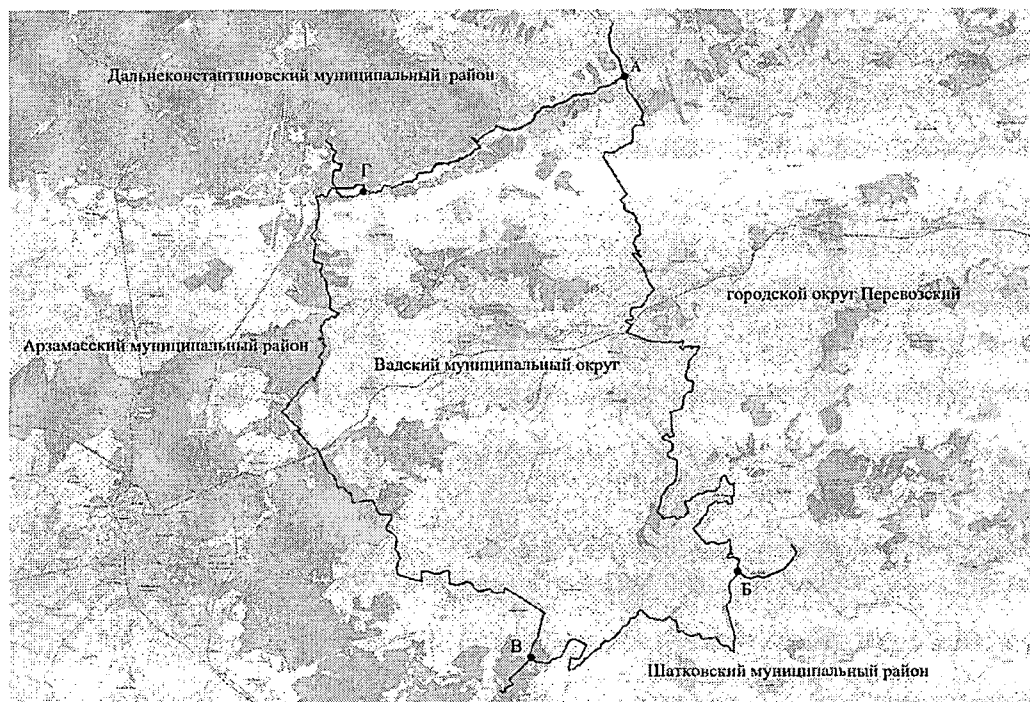 Дальнеконстантиновский муниципальный район
А
Г
городской округ Перевозский
Арзамасский муниципальный район
Вадский муниципальный округ
Б
В
Шатковский муниципальный район